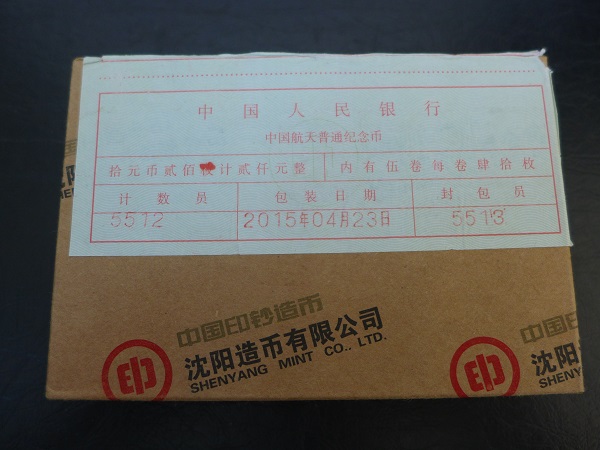 中国人民银行
中国航天普通纪念币
拾元币贰佰枚计贰仟元整 内有伍卷每卷肆拾枚
计数员 包装日期 封包员
5512 2015年04月23日 5513
中国印钞造币
沈阳造币有限公司
SHENYANG MINT CO., LTD.
中国印
沈阳造
SHENYANG